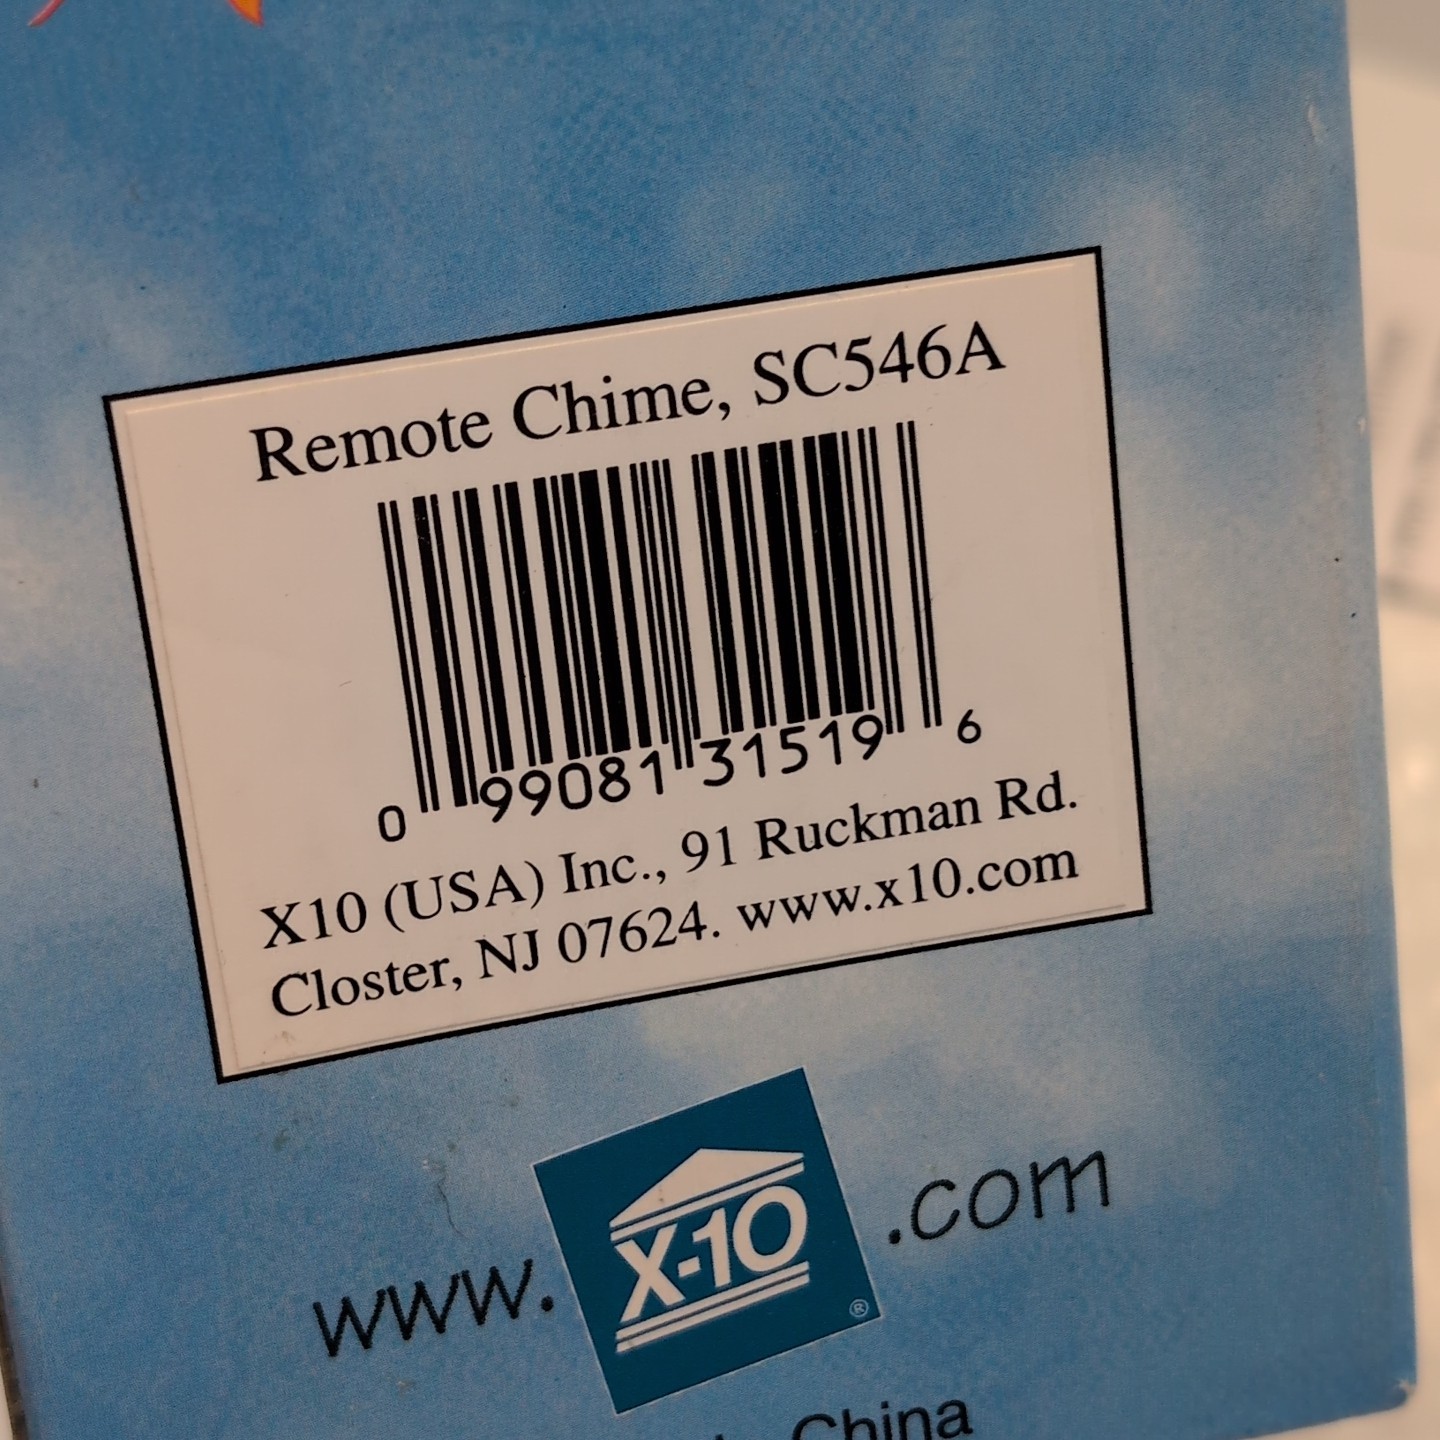 Remote Chime, SC546A
0 99081 31519 6
X10 (USA) Inc., 91 Ruckman Rd.
Closter, NJ 07624. www.x10.com
www. X-10 ® .com
China